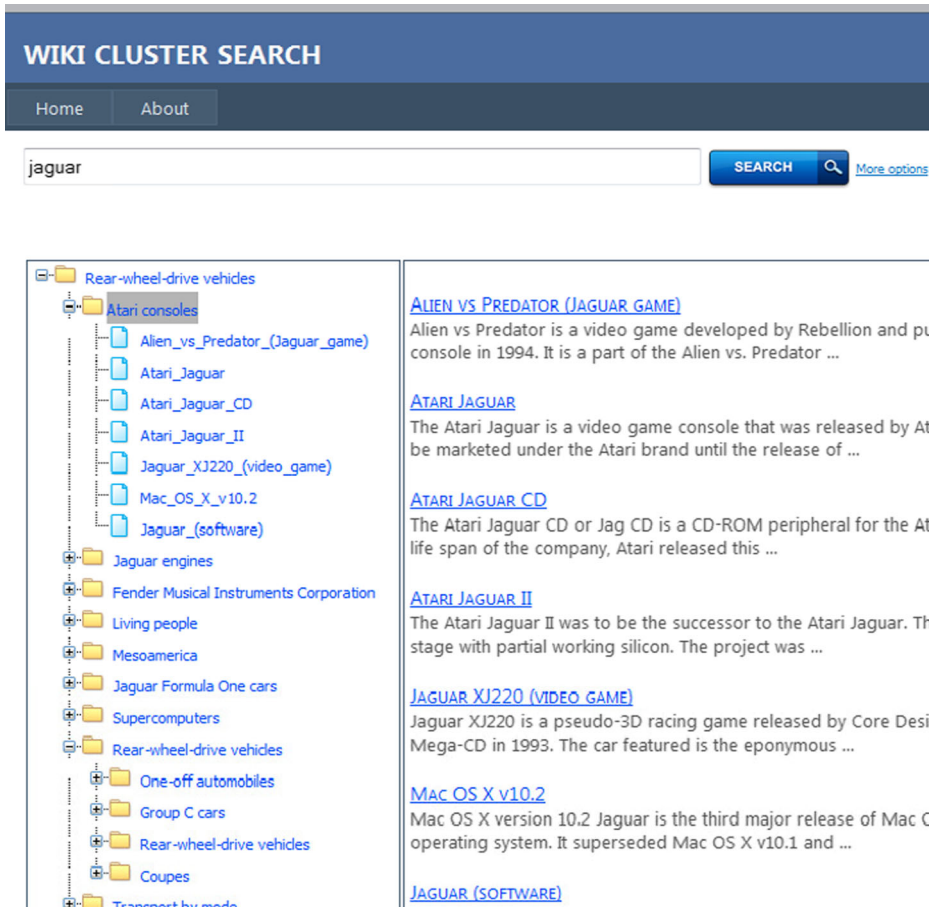 WIKI CLUSTER SEARCH
Home About
jaguar
SEARCH More options
Rear-wheel-drive vehicles
Atari consoles
Alien_vs_Predator_(Jaguar_game)
Atari_Jaguar
Atari_Jaguar_CD
Atari_Jaguar_II
Jaguar_XJ220_(video_game)
Mac_OS_X_v10.2
Jaguar_(software)
Jaguar engines
Fender Musical Instruments Corporation
Living people
Mesoamerica
Jaguar Formula One cars
Supercomputers
Rear-wheel-drive vehicles
One-off automobiles
Group C cars
Rear-wheel-drive vehicles
Coupes
Transport by mode
ALIEN VS PREDATOR (JAGUAR GAME)
Alien vs Predator is a video game developed by Rebellion and pu
console in 1994. It is a part of the Alien vs. Predator ...
ATARI JAGUAR
The Atari Jaguar is a video game console that was released by At
be marketed under the Atari brand until the release of ...
ATARI JAGUAR CD
The Atari Jaguar CD or Jag CD is a CD-ROM peripheral for the At
life span of the company, Atari released this ...
ATARI JAGUAR II
The Atari Jaguar II was to be the successor to the Atari Jaguar. Th
stage with partial working silicon. The project was ...
JAGUAR XJ220 (VIDEO GAME)
Jaguar XJ220 is a pseudo-3D racing game released by Core Desi
Mega-CD in 1993. The car featured is the eponymous ...
MAC OS X V10.2
Mac OS X version 10.2 Jaguar is the third major release of Mac O
operating system. It superseded Mac OS X v10.1 and ...
JAGUAR (SOFTWARE)